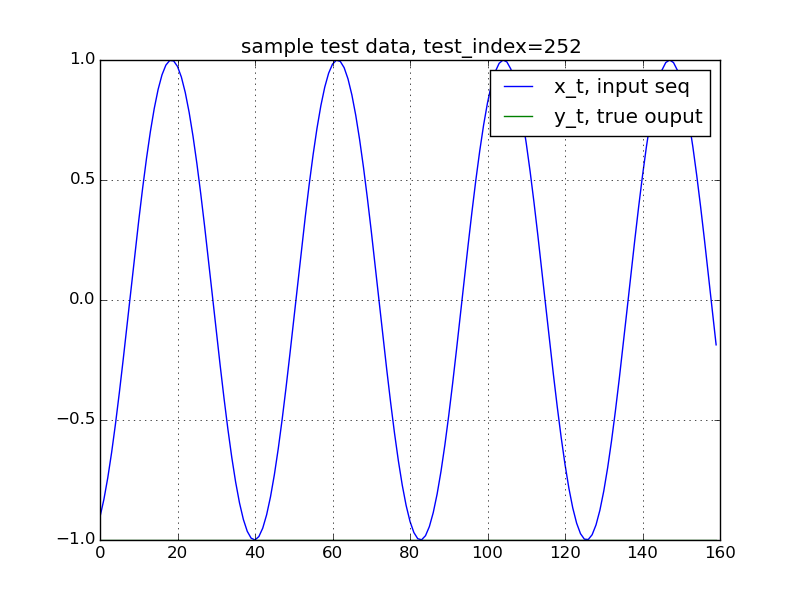 sample test data, test_index=252
x_t, input seq
y_t, true ouput
1.0
0.5
0.0
−0.5
−1.0
0 20 40 60 80 100 120 140 160